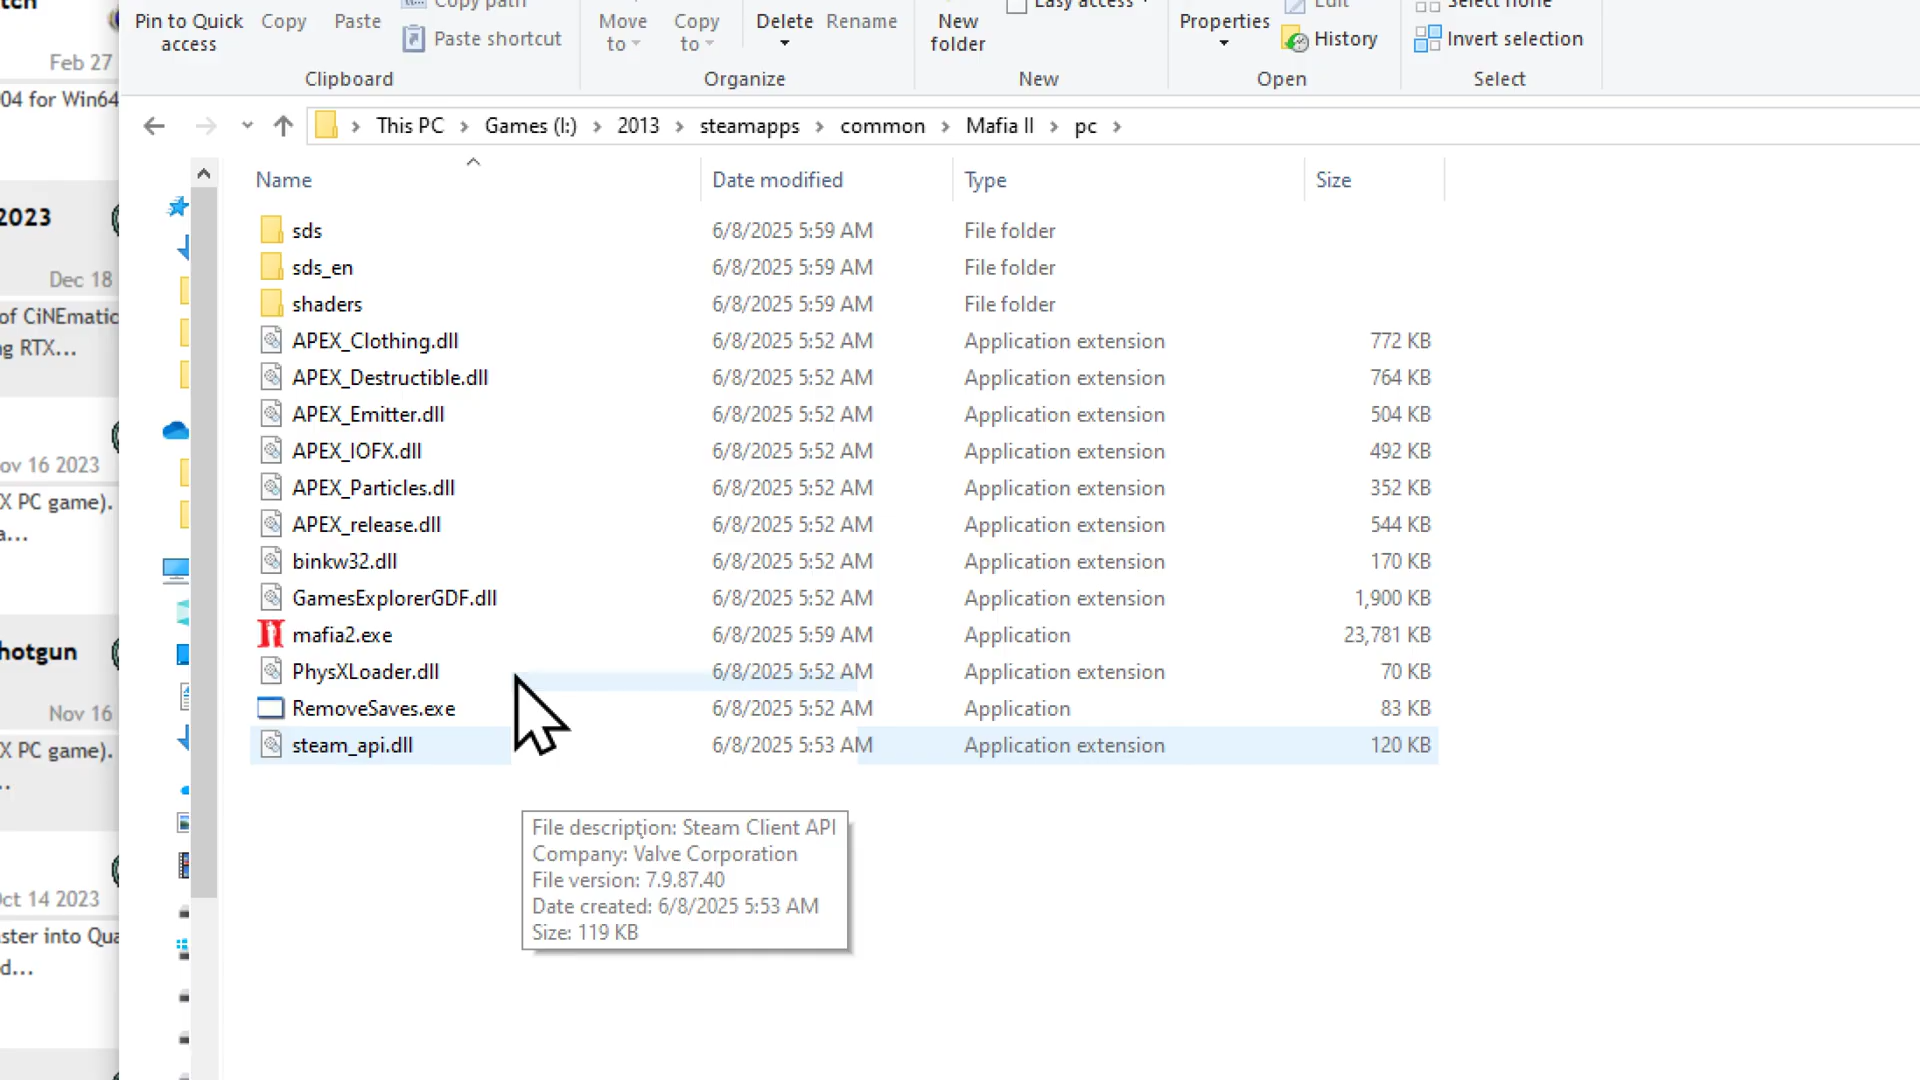 Pin to Quick access
Copy
Paste
Copy path
Paste shortcut
Move to
Copy to
Delete
Rename
New folder
Easy access
Properties
Edit
History
Select none
Invert selection
Clipboard
Organize
New
Open
Select
This PC > Games (I:) > 2013 > steamapps > common > Mafia II > pc >
Name Date modified Type Size
sds 6/8/2025 5:59 AM File folder
sds_en 6/8/2025 5:59 AM File folder
shaders 6/8/2025 5:59 AM File folder
APEX_Clothing.dll 6/8/2025 5:52 AM Application extension 772 KB
APEX_Destructible.dll 6/8/2025 5:52 AM Application extension 764 KB
APEX_Emitter.dll 6/8/2025 5:52 AM Application extension 504 KB
APEX_IOFX.dll 6/8/2025 5:52 AM Application extension 492 KB
APEX_Particles.dll 6/8/2025 5:52 AM Application extension 352 KB
APEX_release.dll 6/8/2025 5:52 AM Application extension 544 KB
binkw32.dll 6/8/2025 5:52 AM Application extension 170 KB
GamesExplorerGDF.dll 6/8/2025 5:52 AM Application extension 1,900 KB
mafia2.exe 6/8/2025 5:59 AM Application 23,781 KB
PhysXLoader.dll 6/8/2025 5:52 AM Application extension 70 KB
RemoveSaves.exe 6/8/2025 5:52 AM Application 83 KB
steam_api.dll 6/8/2025 5:53 AM Application extension 120 KB
File description: Steam Client API
Company: Valve Corporation
File version: 7.9.87.40
Date created: 6/8/2025 5:53 AM
Size: 119 KB
tch
Feb 27
04 for Win64
2023
Dec 18
of CiNEmatic
ng RTX...
ov 16 2023
X PC game).
a...
hotgun
Nov 16
X PC game).
Oct 14 2023
ster into Qua
d...